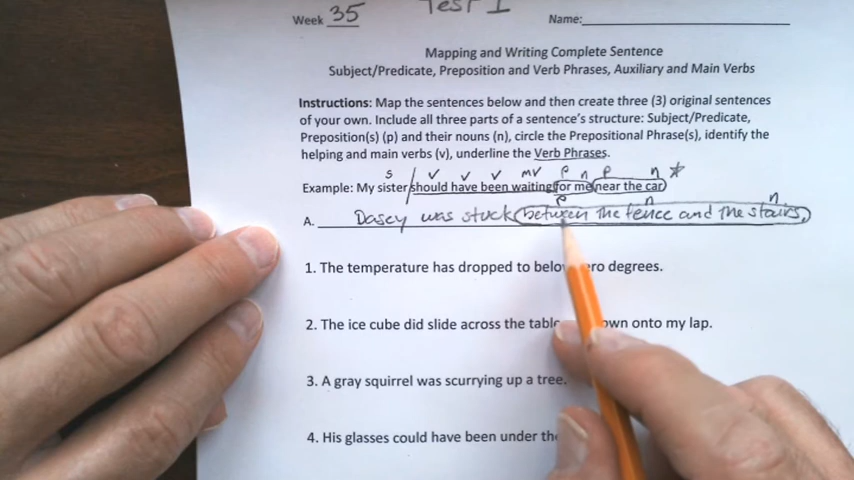 Week 35 Test I Name:
Mapping and Writing Complete Sentence
Subject/Predicate, Preposition and Verb Phrases, Auxiliary and Main Verbs
Instructions: Map the sentences below and then create three (3) original sentences
of your own. Include all three parts of a sentence's structure: Subject/Predicate,
Preposition(s) (p) and their nouns (n), circle the Prepositional Phrase(s), identify the
helping and main verbs (v), underline the Verb Phrases.
s v v v mv p n p n
Example: My sister/should have been waiting for me near the car
p n n
A. Dasey was stuck between the fence and the stairs.
1. The temperature has dropped to degrees.
2. The ice cube did slide across the onto my lap.
3. A gray squirrel was scurrying up a tree.
4. His glasses could have been under